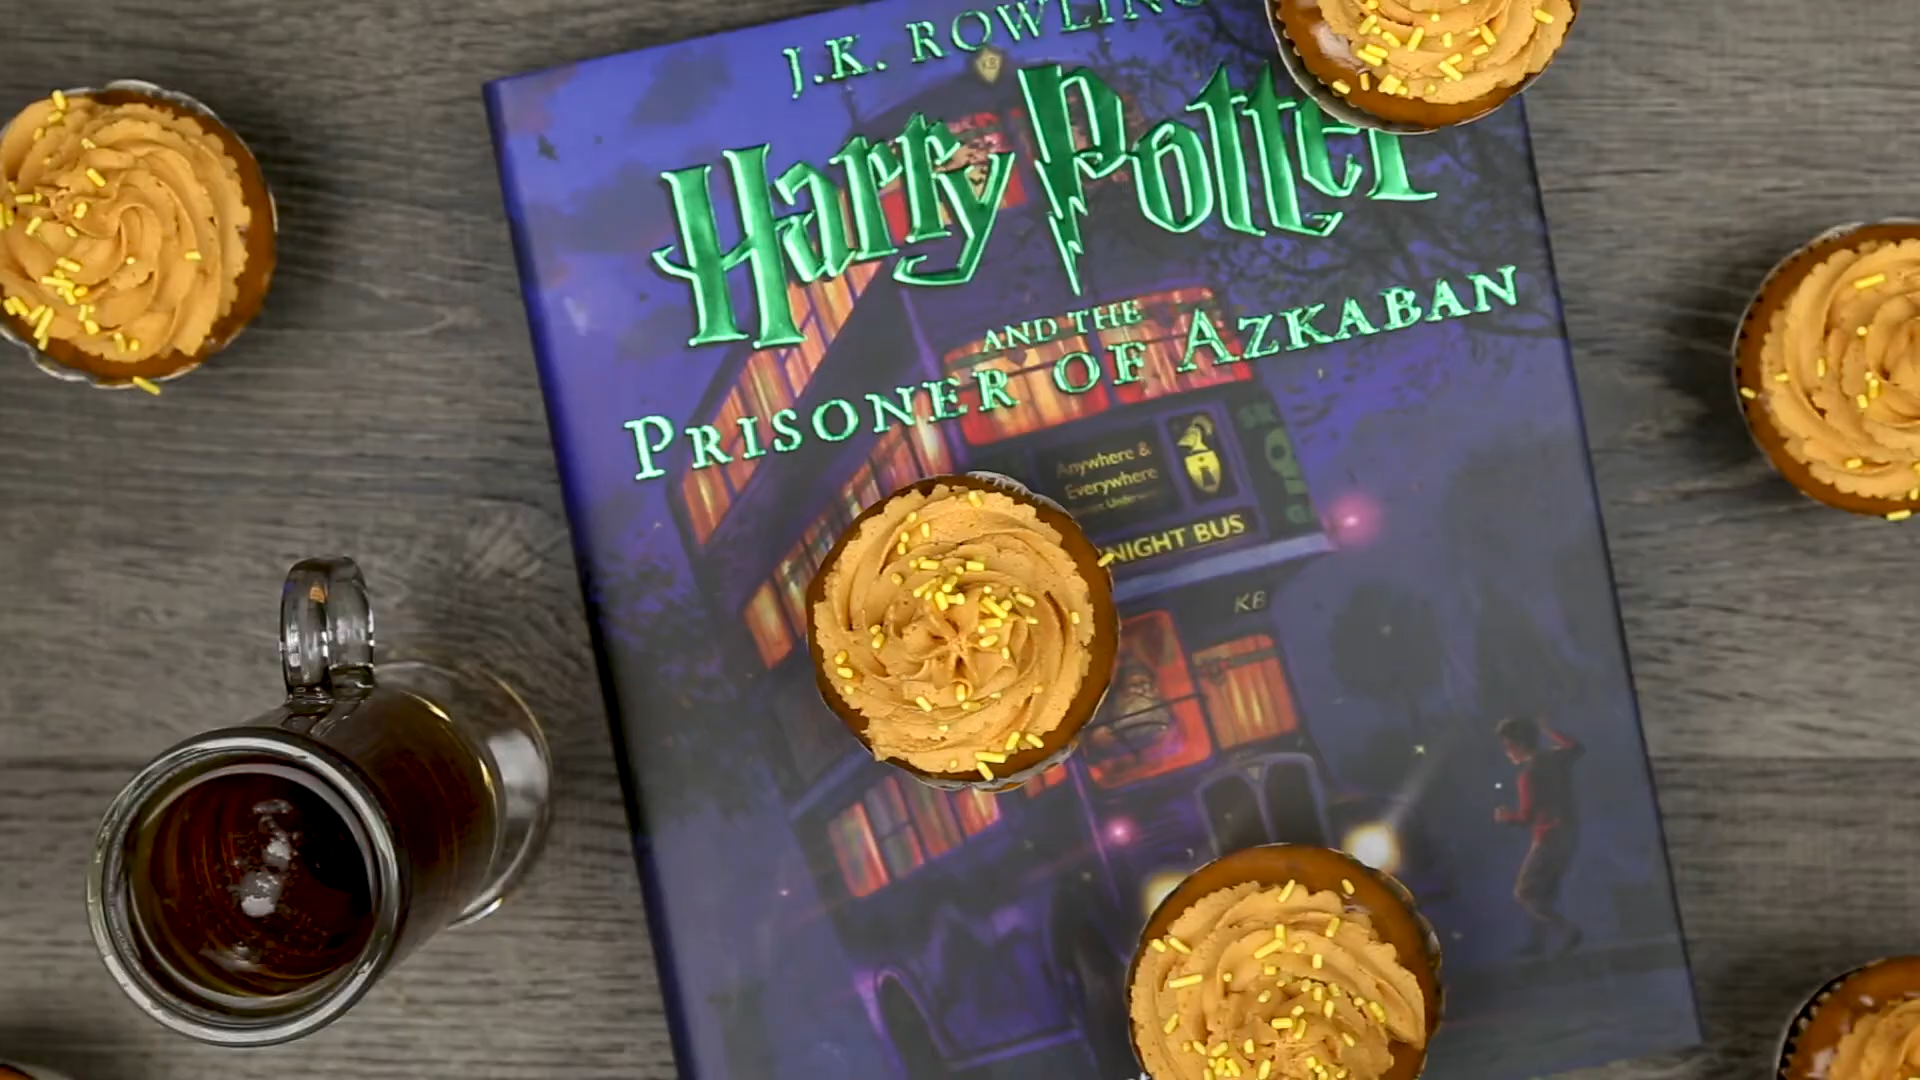 J.K. ROWLING
Harry Potter
AND THE
PRISONER OF AZKABAN
Anywhere &
Everywhere
NIGHT BUS
KB